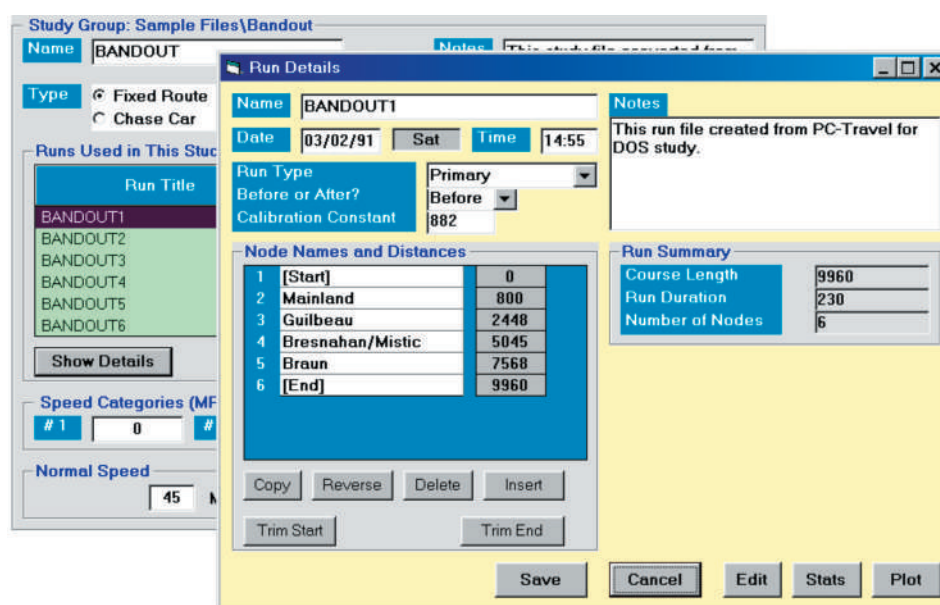 Study Group: Sample Files\Bandout
Name BANDOUT
Notes
Type Fixed Route
Chase Car
Runs Used in This Stud
Run Title
BANDOUT1
BANDOUT2
BANDOUT3
BANDOUT4
BANDOUT5
BANDOUT6
Show Details
Speed Categories (MP
# 1 0 #
Normal Speed
45
Run Details
Name BANDOUT1
Date 03/02/91 Sat Time 14:55
Run Type Primary
Before or After? Before
Calibration Constant 882
Notes
This run file created from PC-Travel for
DOS study.
Node Names and Distances
1 [Start] 0
2 Mainland 800
3 Guilbeau 2448
4 Bresnahan/Mistic 5045
5 Braun 7568
6 [End] 9960
Copy Reverse Delete Insert
Trim Start Trim End
Run Summary
Course Length 9960
Run Duration 230
Number of Nodes 6
Save Cancel Edit Stats Plot